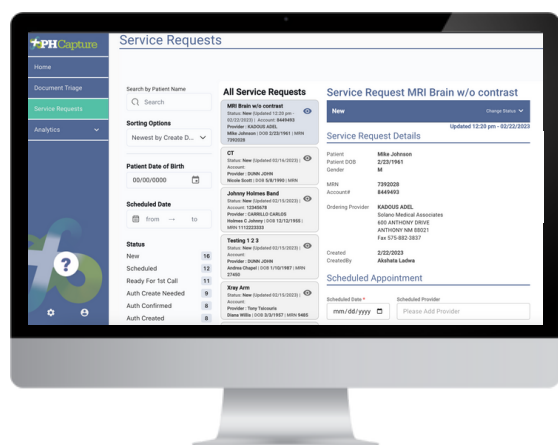 PHCapture
Service Requests
Home
Document Triage
Service Requests
Analytics
?
Search by Patient Name
Search
Sorting Options
Newest by Create D...
Patient Date of Birth
00/00/0000
Scheduled Date
from → to
Status
New 16
Scheduled 12
Ready For 1st Call 11
Auth Create Needed 9
Auth Confirmed 8
Auth Created 8
All Service Requests
MRI Brain w/o contrast
Status: New (Updated 12:20 pm -
02/22/2023) | Account: 8449493
Provider : KADOUS ADEL
Mike Johnson | DOB 2/23/1961 | MRN
7392028
CT
Status: New (Updated 02/16/2023) |
Account:
Provider : DUNN JOHN
Nicole Scott | DOB 5/8/1990 | MRN
Johnny Holmes Band
Status: New (Updated 02/15/2023) |
Account: 12345678
Provider : CARRILLO CARLOS
Holmes C Johnny | DOB 12/12/1955 |
MRN 1112223333
Testing 1 2 3
Status: New (Updated 02/15/2023) |
Account:
Provider : DUNN JOHN
Andrea Chapel | DOB 1/10/1987 | MRN
27493
Xray Arm
Status: New (Updated 02/15/2023) |
Account:
Provider : Tony Talouzte
Diane Willis | DOB 3/3/1957 | MRN 9485
Service Request MRI Brain w/o contrast
New Change Status
Updated 12:20 pm - 02/22/2023
Service Request Details
Patient Mike Johnson
Patient DOB 2/23/1961
Gender M
MRN 7392028
Account# 8449493
Ordering Provider KADOUS ADEL
Solano Medical Associates
600 ANTHONY DRIVE
ANTHONY NM 88021
Fax 575-882-3837
Created 2/22/2023
CreatedBy Akshata Ladwa
Scheduled Appointment
Scheduled Date * Scheduled Provider
mm/dd/yyyy Please Add Provider